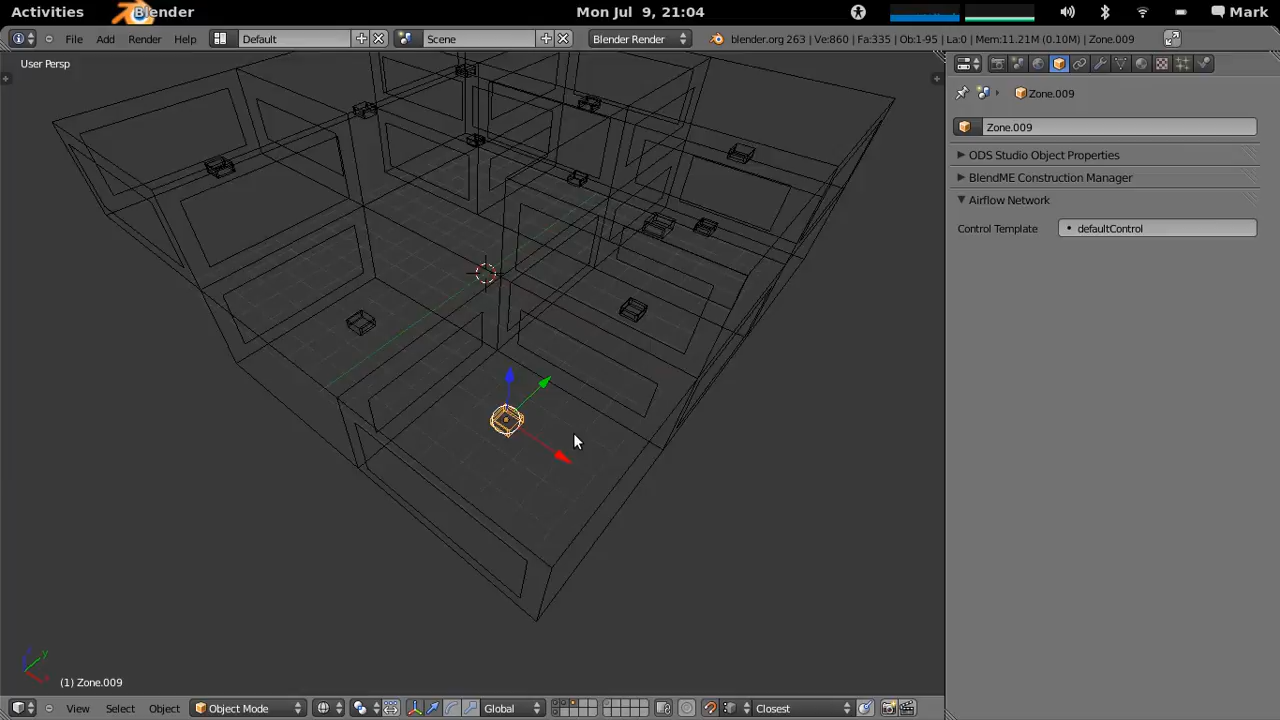 Activities Blender Mon Jul 9, 21:04 Mark
File Add Render Help Default Scene Blender Render blender.org 263 | Ve:860 | Fa:335 | Ob:1-95 | La:0 | Mem:11.21M (0.10M) | Zone.009
User Persp
Zone.009
Zone.009
ODS Studio Object Properties
BlendME Construction Manager
Airflow Network
Control Template defaultControl
(1) Zone.009
View Select Object Object Mode Global Closest